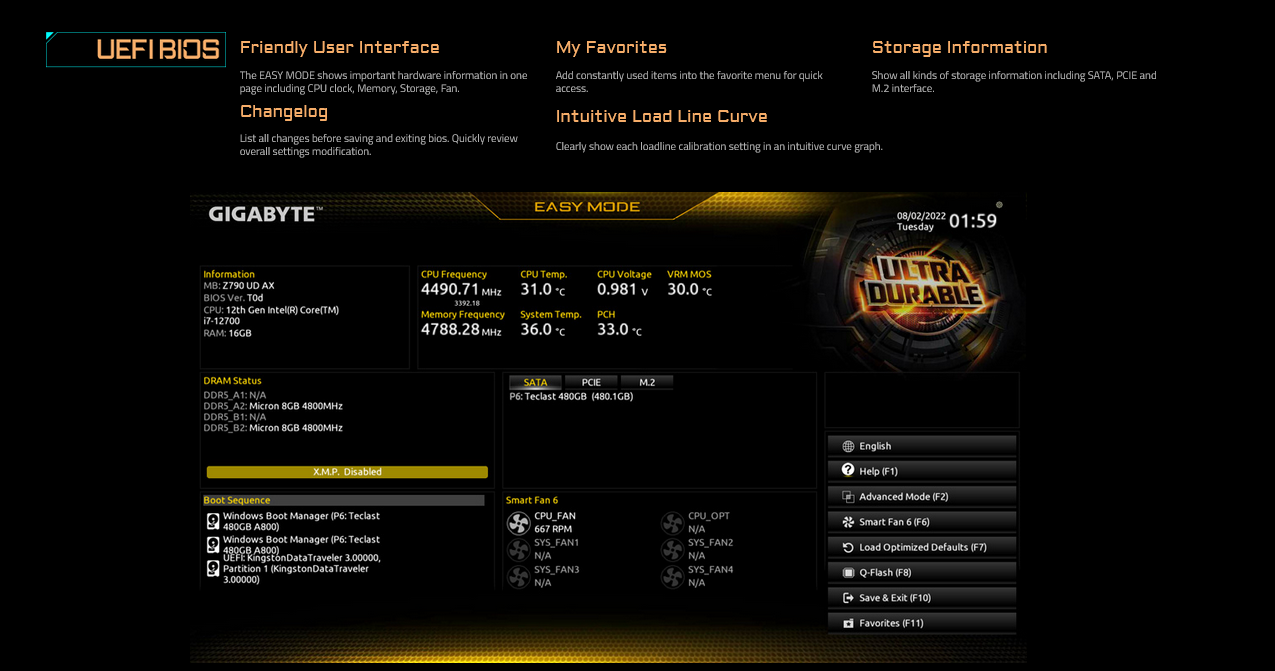 UEFI BIOS
Friendly User Interface
The EASY MODE shows important hardware information in one
page including CPU clock, Memory, Storage, Fan.
Changelog
List all changes before saving and exiting bios. Quickly review
overall settings modification.
My Favorites
Add constantly used items into the favorite menu for quick
access.
Intuitive Load Line Curve
Clearly show each loadline calibration setting in an intuitive curve graph.
Storage Information
Show all kinds of storage information including SATA, PCIE and
M.2 interface.
GIGABYTE™
EASY MODE
08/02/2022
Tuesday
01:59
ULTRA
DURABLE
Information
MB: Z790 UD AX
BIOS Ver. T0d
CPU: 12th Gen Intel(R) Core(TM)
i7-12700
RAM: 16GB
CPU Frequency
4490.71 MHz
3392.18
CPU Temp.
31.0 °C
CPU Voltage
0.981 V
VRM MOS
30.0 °C
Memory Frequency
4788.28 MHz
System Temp.
36.0 °C
PCH
33.0 °C
DRAM Status
DDR5_A1: N/A
DDR5_A2: Micron 8GB 4800MHz
DDR5_B1: N/A
DDR5_B2: Micron 8GB 4800MHz
X.M.P. Disabled
SATA PCIE M.2
P6: Teclast 480GB (480.1GB)
Boot Sequence
Windows Boot Manager (P6: Teclast
480GB A800)
Windows Boot Manager (P6: Teclast
480GB A800)
UEFI: KingstonDataTraveler 3.00000,
Partition 1 (KingstonDataTraveler
3.00000)
Smart Fan 6
CPU_FAN
667 RPM
CPU_OPT
N/A
SYS_FAN1
N/A
SYS_FAN2
N/A
SYS_FAN3
N/A
SYS_FAN4
N/A
English
Help (F1)
Advanced Mode (F2)
Smart Fan 6 (F6)
Load Optimized Defaults (F7)
Q-Flash (F8)
Save & Exit (F10)
Favorites (F11)